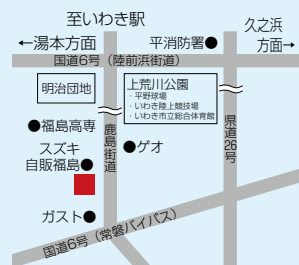 至いわき駅
←湯本方面
平消防署●
久之浜
方面→
国道6号（陸前浜街道）
明治団地
上荒川公園
・平野球場
・いわき陸上競技場
・いわき市立総合体育館
●福島高専
鹿島街道
●ゲオ
県道26号
スズキ
自販福島●
ガスト●
国道6号（常磐バイパス）